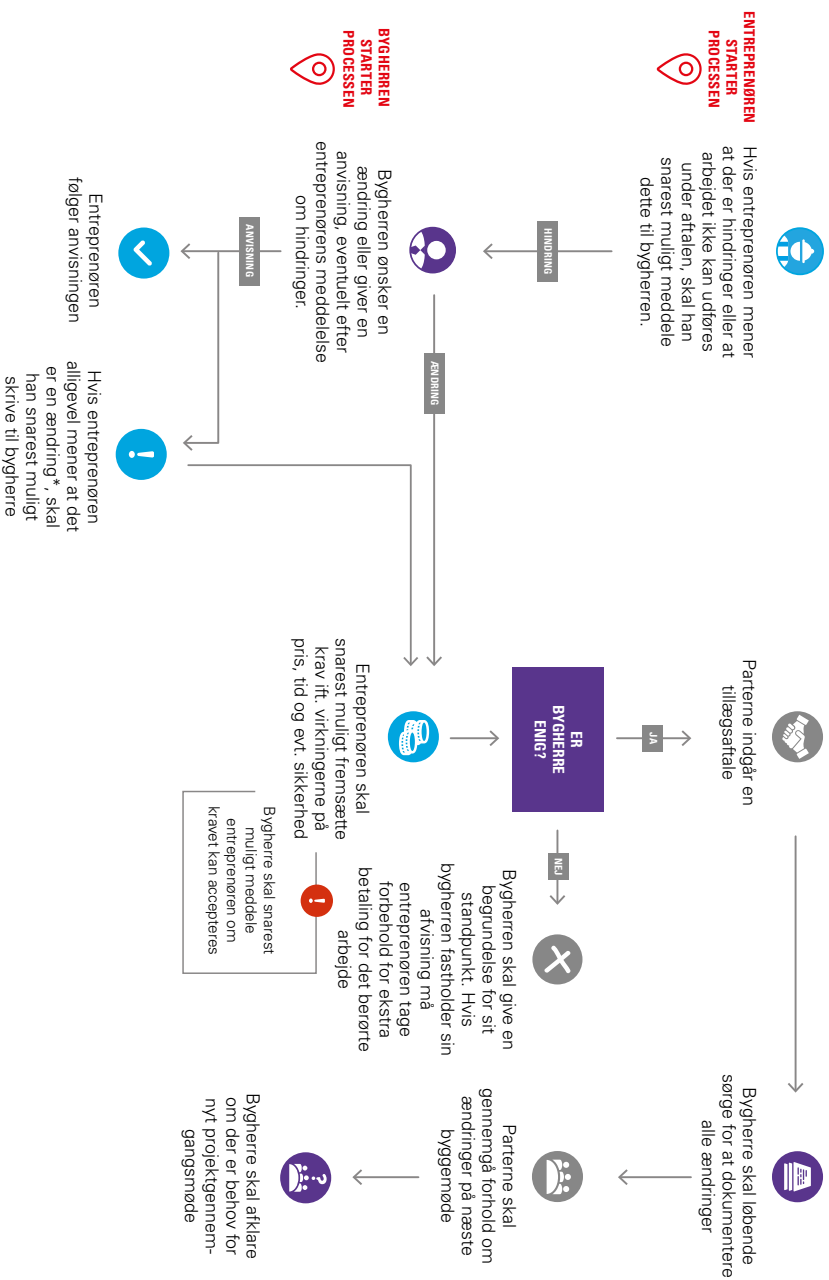 ENTREPRENØREN
STARTER
PROCESSEN
Hvis entreprenøren mener
at der er hindringer eller at
arbejdet ikke kan udføres
under aftalen, skal han
snarest muligt meddele
dette til bygherren.
HINDRING
BYGHERREN
STARTER
PROCESSEN
Bygherren ønsker en
ændring eller giver en
anvisning, eventuelt efter
entreprenørens meddelelse
om hindringer.
ANVISNING
ÆNDRING
Entreprenøren
følger anvisningen
Hvis entreprenøren
alligevel mener at det
er en ændring*, skal
han snarest muligt
skrive til bygherre
Entreprenøren skal
snarest muligt fremsætte
krav ift. virkningerne på
pris, tid og evt. sikkerhed
Bygherre skal snarest
muligt meddele
entreprenøren om
kravet kan accepteres
ER
BYGHERRE
ENIG?
JA
Parterne indgår en
tillægsaftale
NEJ
Bygherren skal give en
begrundelse for sit
standpunkt. Hvis
bygherren fastholder sin
afvisning må
entreprenøren tage
forbehold for ekstra
betaling for det berørte
arbejde
Bygherre skal løbende
sørge for at dokumentere
alle ændringer
Parterne skal
gennemgå forhold om
ændringer på næste
byggemøde
Bygherre skal afklare
om der er behov for
nyt projektgennem-
gangsmøde